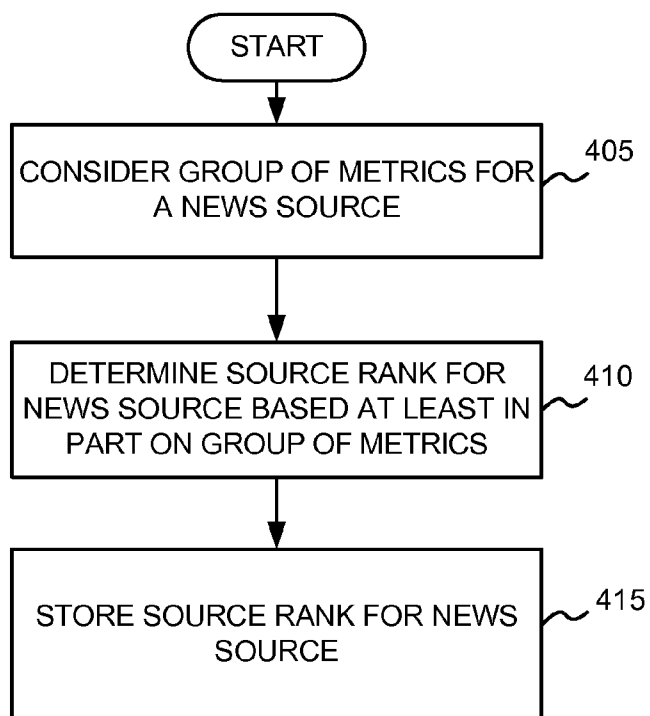 START
CONSIDER GROUP OF METRICS FOR
A NEWS SOURCE
405
DETERMINE SOURCE RANK FOR
NEWS SOURCE BASED AT LEAST IN
PART ON GROUP OF METRICS
410
STORE SOURCE RANK FOR NEWS
SOURCE
415